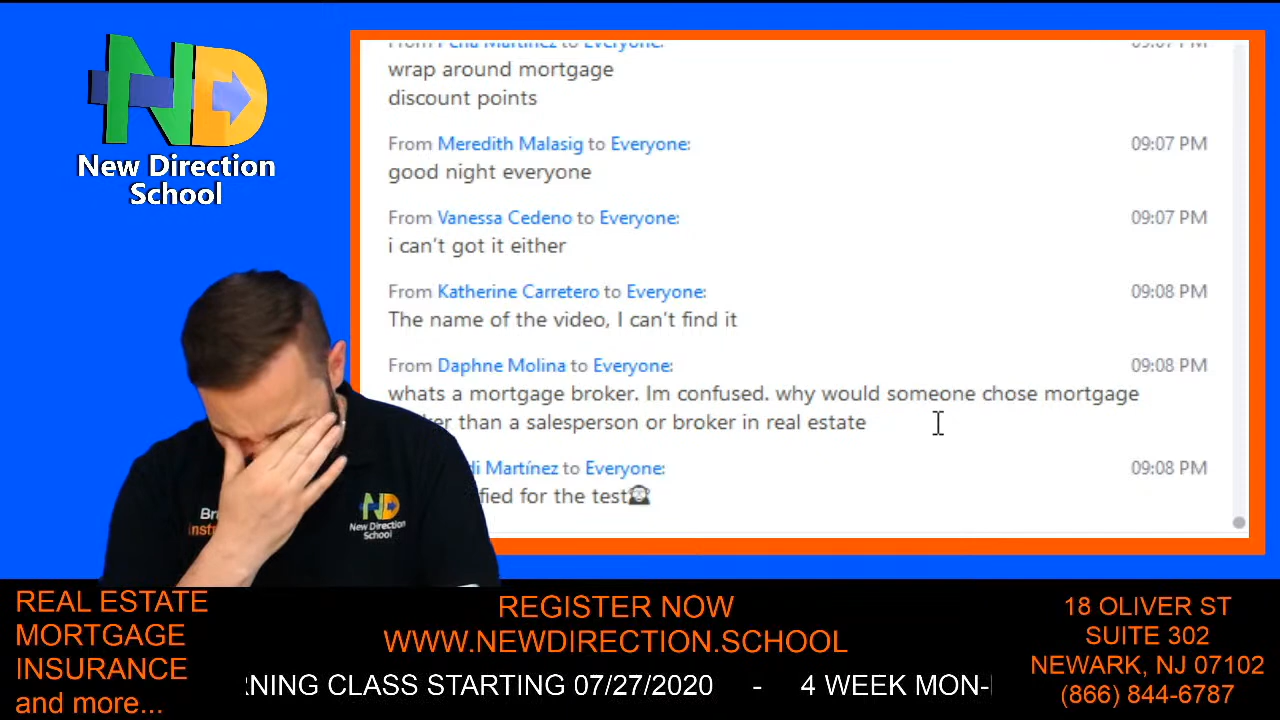 ND
New Direction
School
wrap around mortgage
discount points
From Meredith Malasig to Everyone: 09:07 PM
good night everyone
From Vanessa Cedeno to Everyone: 09:07 PM
i can't got it either
From Katherine Carretero to Everyone: 09:08 PM
The name of the video, I can't find it
From Daphne Molina to Everyone: 09:08 PM
whats a mortgage broker. Im confused. why would someone chose mortgage
than a salesperson or broker in real estate
Martínez to Everyone: 09:08 PM
for the test
ND
New Direction
School
REAL ESTATE
MORTGAGE
INSURANCE
and more...
REGISTER NOW
WWW.NEWDIRECTION.SCHOOL
CLASS STARTING 07/27/2020 - 4 WEEK
18 OLIVER ST
SUITE 302
NEWARK, NJ 07102
(866) 844-6787